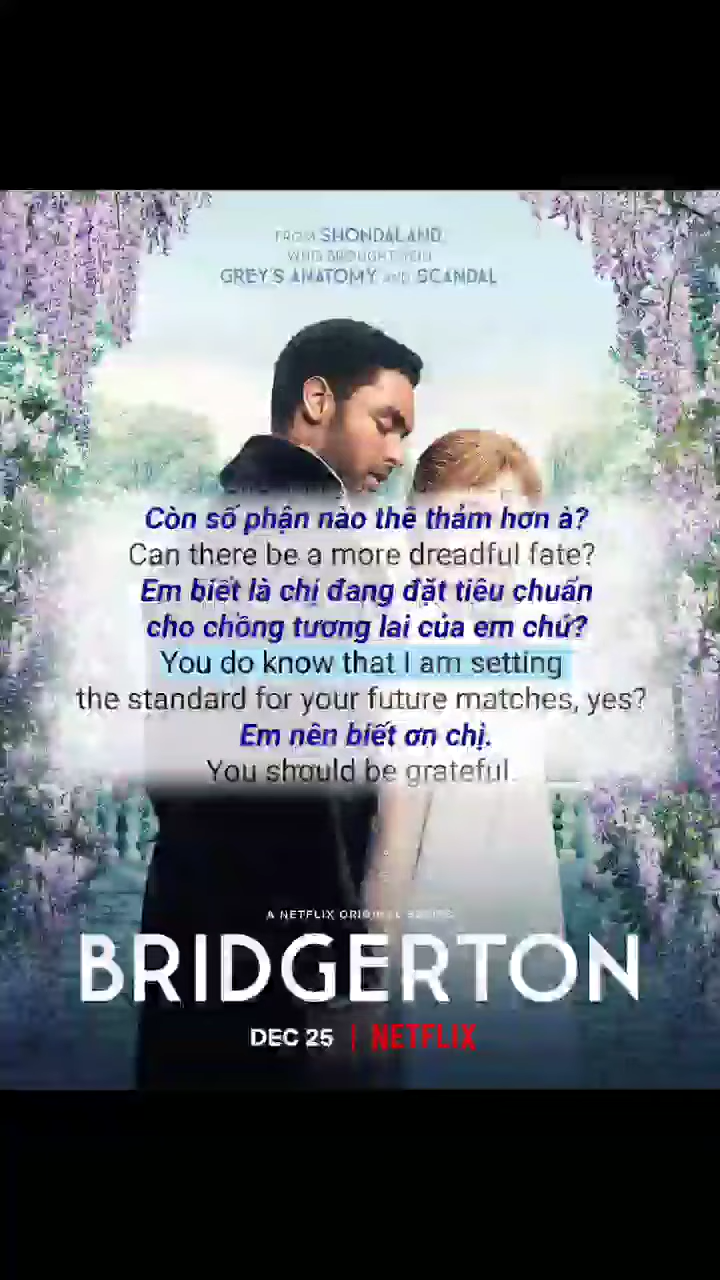 FROM SHONDALAND
WHO BROUGHT YOU
GREY'S ANATOMY AND SCANDAL
Còn số phận nào thê thảm hơn à?
Can there be a more dreadful fate?
Em biết là chị đang đặt tiêu chuẩn
cho chồng tương lai của em chứ?
You do know that I am setting
the standard for your future matches, yes?
Em nên biết ơn chị.
You should be grateful.
A NETFLIX ORIGINAL SERIES
BRIDGERTON
DEC 25 | NETFLIX